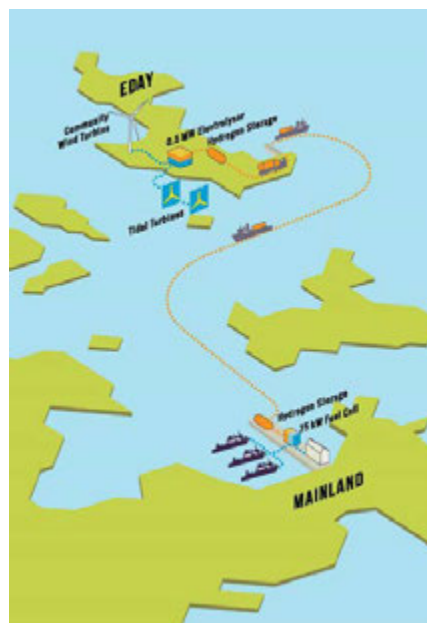 EDAY
Community
Wind Turbine
0.5 MW Electrolyser
Hydrogen Storage
Tidal Turbines
Hydrogen Storage
75 kW Fuel Cell
MAINLAND